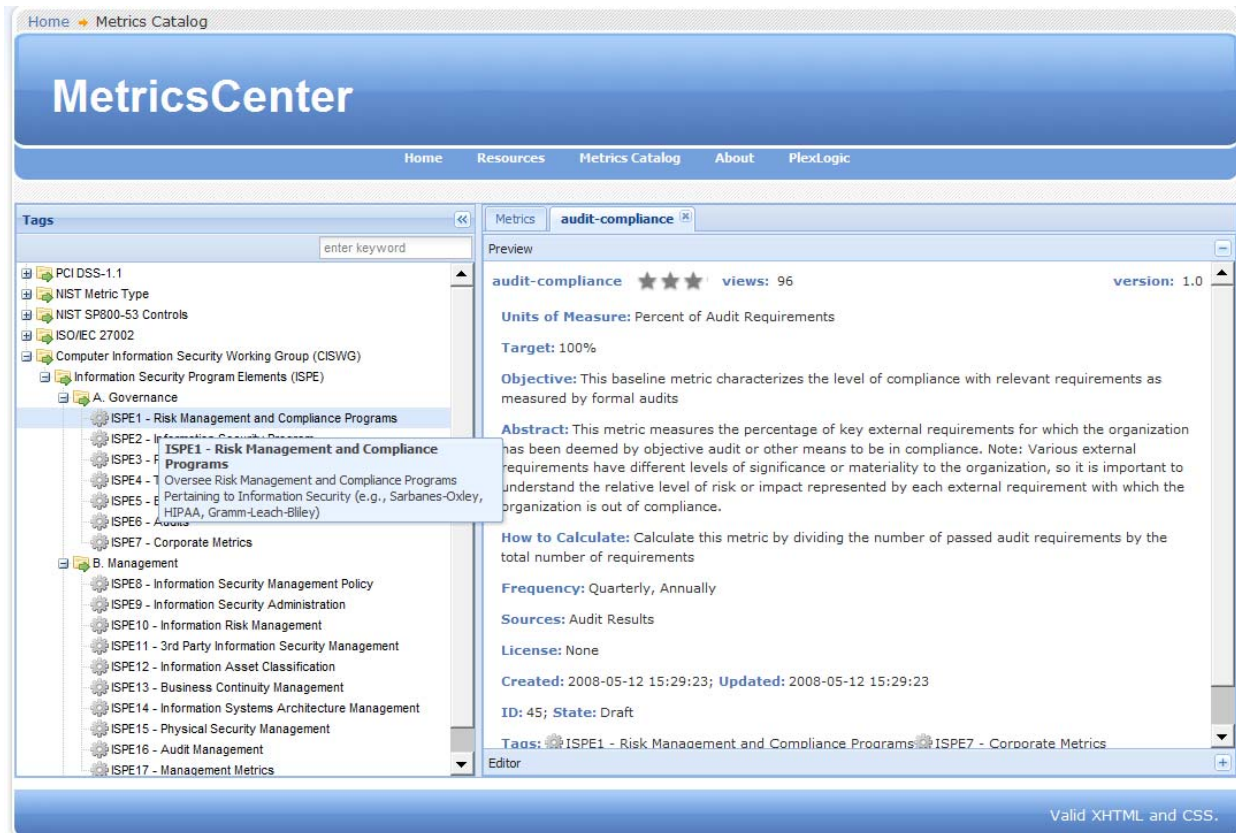 Home Metrics Catalog
MetricsCenter
Home Resources Metrics Catalog About PlexLogic
Tags
enter keyword
PCI DSS-1.1
NIST Metric Type
NIST SP800-53 Controls
ISO/IEC 27002
Computer Information Security Working Group (CISWG)
Information Security Program Elements (ISPE)
A. Governance
ISPE1 - Risk Management and Compliance Programs
ISPE2 -
ISPE3 -
ISPE4 -
ISPE5 -
ISPE6 - Audits
ISPE7 - Corporate Metrics
ISPE1 - Risk Management and Compliance
Programs
Oversee Risk Management and Compliance Programs
Pertaining to Information Security (e.g., Sarbanes-Oxley,
HIPAA, Gramm-Leach-Bliley)
B. Management
ISPE8 - Information Security Management Policy
ISPE9 - Information Security Administration
ISPE10 - Information Risk Management
ISPE11 - 3rd Party Information Security Management
ISPE12 - Information Asset Classification
ISPE13 - Business Continuity Management
ISPE14 - Information Systems Architecture Management
ISPE15 - Physical Security Management
ISPE16 - Audit Management
ISPE17 - Management Metrics
Metrics audit-compliance
Preview
audit-compliance views: 96 version: 1.0
Units of Measure: Percent of Audit Requirements
Target: 100%
Objective: This baseline metric characterizes the level of compliance with relevant requirements as
measured by formal audits
Abstract: This metric measures the percentage of key external requirements for which the organization
has been deemed by objective audit or other means to be in compliance. Note: Various external
requirements have different levels of significance or materiality to the organization, so it is important to
understand the relative level of risk or impact represented by each external requirement with which the
organization is out of compliance.
How to Calculate: Calculate this metric by dividing the number of passed audit requirements by the
total number of requirements
Frequency: Quarterly, Annually
Sources: Audit Results
License: None
Created: 2008-05-12 15:29:23; Updated: 2008-05-12 15:29:23
ID: 45; State: Draft
Tags: ISPE1 - Risk Management and Compliance Programs ISPE7 - Corporate Metrics
Editor
Valid XHTML and CSS.